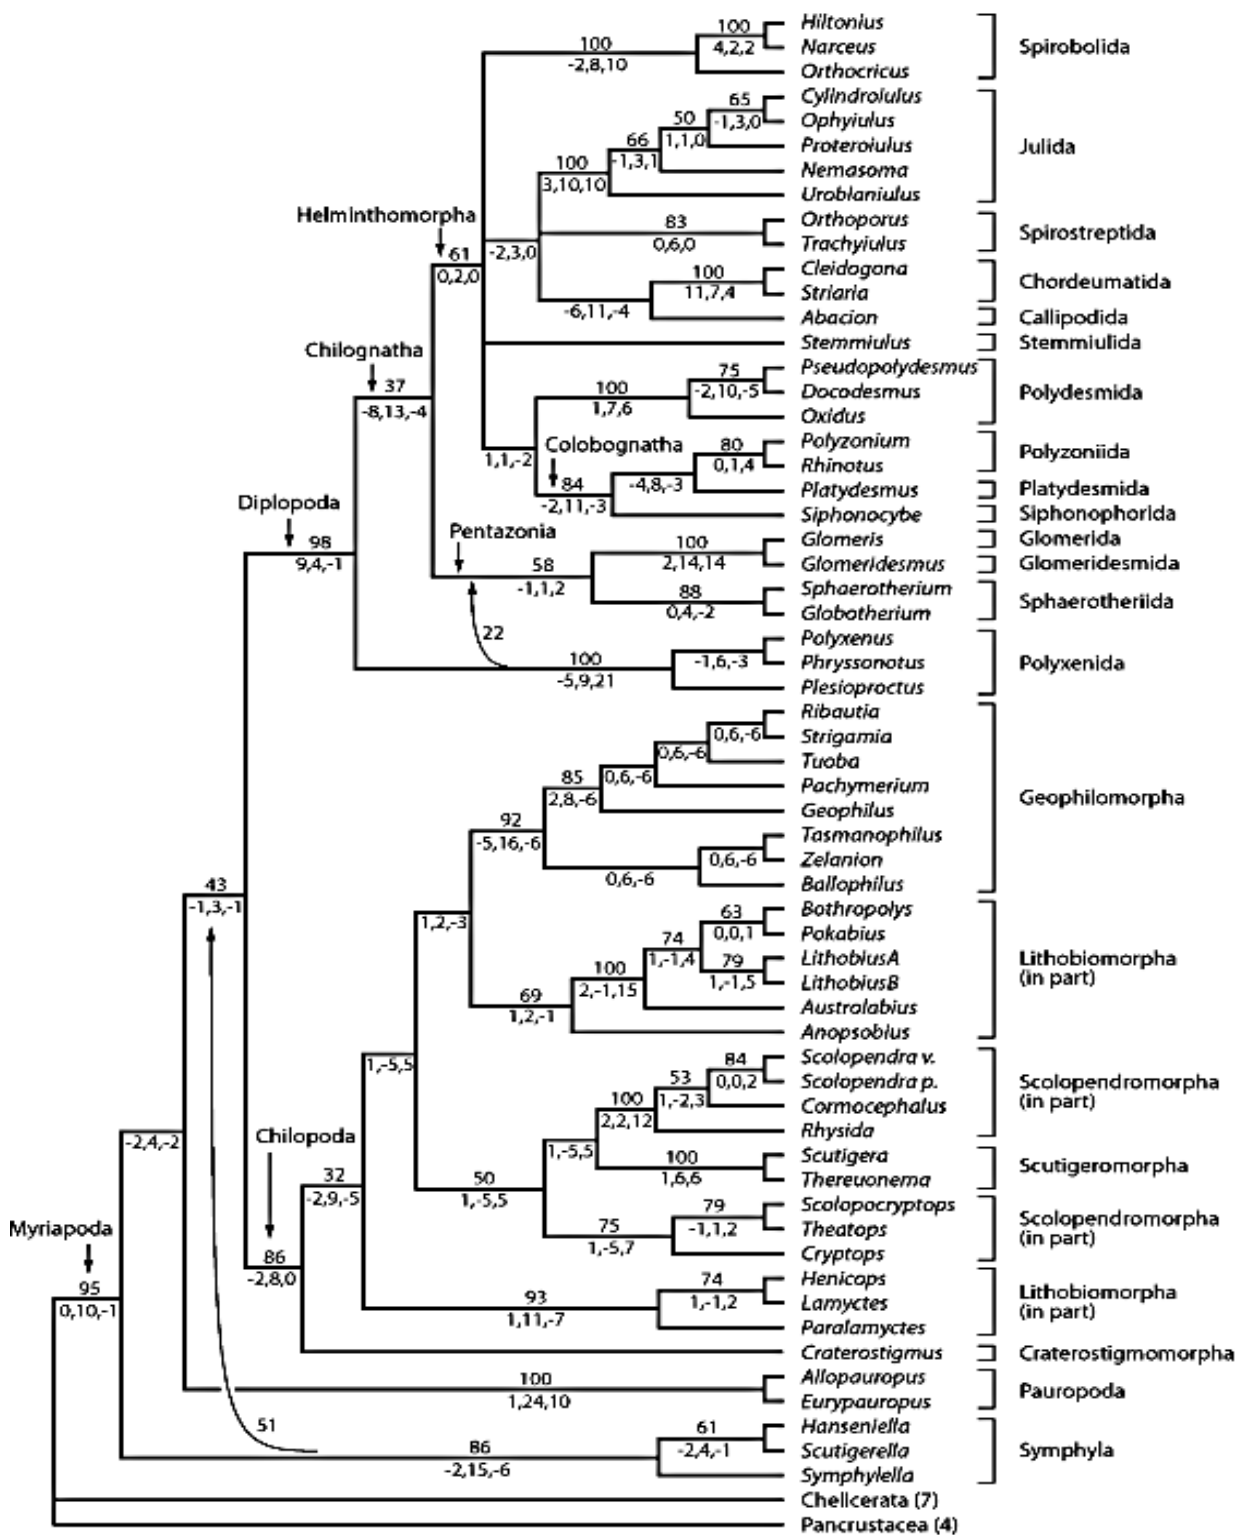 100
Hiltonius
100
4,2,2
Narceus
Spirobolida
-2,8,10
Orthocricus
65
Cylindroiulus
50
-1,3,0
Ophyiulus
66
1,1,0
Proteroiulus
Julida
100
-1,3,1
Nemasoma
3,10,10
Uroblaniulus
Helminthomorpha
83
Orthoporus
Spirostreptida
61
-2,3,0
0,6,0
Trachyiulus
0,2,0
100
Cleidogona
Chordeumatida
11,7,4
Striaria
-6,11,-4
Abacion
Callipodida
Stemmiulus
Stemmiulida
Chilognatha
37
75
Pseudopolydesmus
-8,13,-4
100
-2,10,-5
Docodesmus
Polydesmida
1,7,6
Oxidus
Colobognatha
80
Polyzonium
Polyzoniida
1,1,-2
0,1,4
Rhinotus
84
-4,8,-3
Platydesmus
Platydesmida
-2,11,-3
Siphonocybe
Siphonophorida
Diplopoda
Pentazonia
98
100
Glomeris
Glomerida
9,4,-1
58
2,14,14
Glomeridesmus
Glomeridesmida
-1,1,2
88
Sphaerotherium
Sphaerotheriida
0,4,-2
Globotherium
22
Polyxenus
100
-1,6,-3
Phryssonotus
Polyxenida
-5,9,21
Plesioproctus
Ribautia
0,6,-6
Strigamia
0,6,-6
Tuoba
85
0,6,-6
Pachymerium
Geophilomorpha
2,8,-6
Geophilus
92
Tasmanophilus
-5,16,-6
0,6,-6
Zelanion
0,6,-6
Ballophilus
43
-1,3,-1
63
Bothropolys
1,2,-3
74
0,0,1
Pokabius
1,-1,4
79
LithobiusA
Lithobiomorpha
(in part)
100
1,-1,5
LithobiusB
69
2,-1,15
Austrolabius
1,2,-1
Anopsobius
1,-5,5
84
Scolopendra v.
53
0,0,2
Scolopendra p.
Scolopendromorpha
(in part)
100
1,-2,3
Cormocephalus
2,2,12
Rhysida
-2,4,-2
Chilopoda
1,-5,5
100
Scutigera
Scutigeromorpha
32
50
1,6,6
Thereuonema
-2,9,-5
1,-5,5
79
Scolopocryptops
75
-1,1,2
Theatops
Scolopendromorpha
(in part)
1,-5,7
Cryptops
Myriapoda
86
-2,8,0
74
Henicops
95
93
1,-1,2
Lamyctes
Lithobiomorpha
(in part)
0,10,-1
1,11,-7
Paralamyctes
Craterostigmus
Craterostigmomorpha
100
Allopauropus
Pauropoda
1,24,10
Eurypauropus
51
61
Hanseniella
86
-2,4,-1
Scutigerella
Symphyla
-2,15,-6
Symphylella
Chelicerata (7)
Pancrustacea (4)